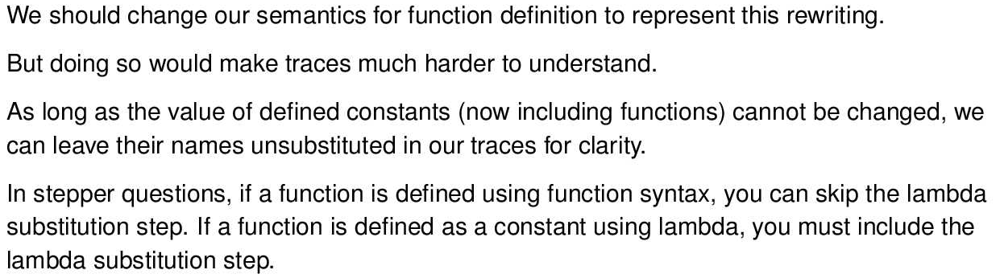 We should change our semantics for function definition to represent this rewriting.
But doing so would make traces much harder to understand.
As long as the value of defined constants (now including functions) cannot be changed, we
can leave their names unsubstituted in our traces for clarity.
In stepper questions, if a function is defined using function syntax, you can skip the lambda
substitution step. If a function is defined as a constant using lambda, you must include the
lambda substitution step.